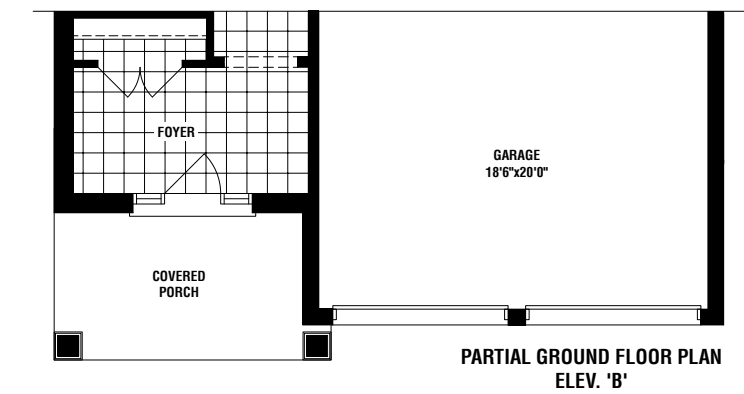 FOYER
GARAGE
18'6"x20'0"
COVERED
PORCH
PARTIAL GROUND FLOOR PLAN
ELEV. 'B'